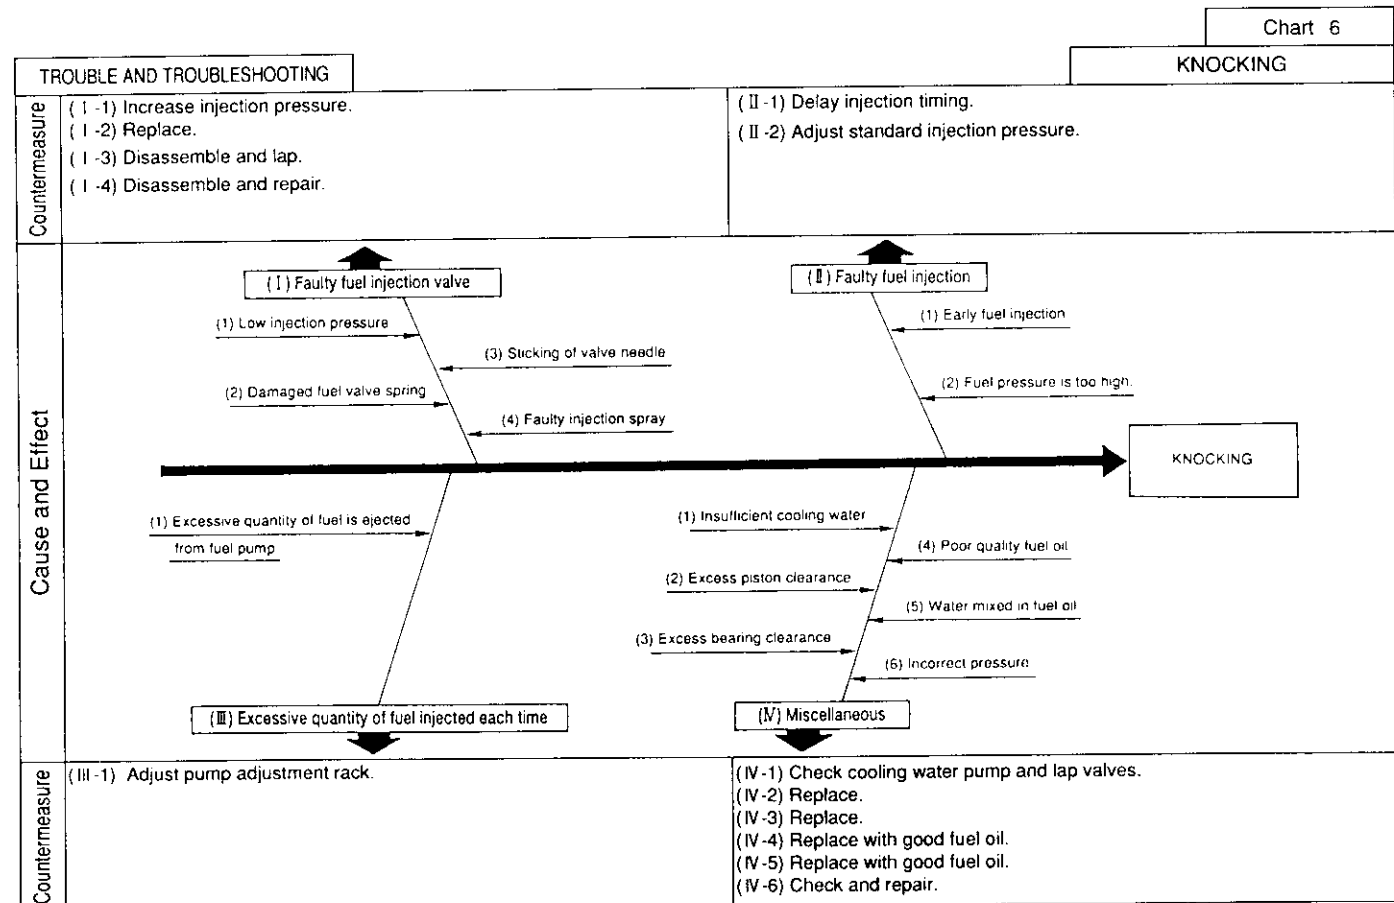 Chart 6
KNOCKING
TROUBLE AND TROUBLESHOOTING
Countermeasure
(Ⅰ-1) Increase injection pressure.
(Ⅰ-2) Replace.
(Ⅰ-3) Disassemble and lap.
(Ⅰ-4) Disassemble and repair.
(Ⅱ-1) Delay injection timing.
(Ⅱ-2) Adjust standard injection pressure.
Cause and Effect
(Ⅰ) Faulty fuel injection valve
(1) Low injection pressure
(3) Sticking of valve needle
(2) Damaged fuel valve spring
(4) Faulty injection spray
(Ⅱ) Faulty fuel injection
(1) Early fuel injection
(2) Fuel pressure is too high.
KNOCKING
(1) Excessive quantity of fuel is ejected
from fuel pump
(Ⅲ) Excessive quantity of fuel injected each time
(1) Insufficient cooling water
(4) Poor quality fuel oil
(2) Excess piston clearance
(5) Water mixed in fuel oil
(3) Excess bearing clearance
(6) Incorrect pressure
(Ⅳ) Miscellaneous
Countermeasure
(Ⅲ-1) Adjust pump adjustment rack.
(Ⅳ-1) Check cooling water pump and lap valves.
(Ⅳ-2) Replace.
(Ⅳ-3) Replace.
(Ⅳ-4) Replace with good fuel oil.
(Ⅳ-5) Replace with good fuel oil.
(Ⅳ-6) Check and repair.